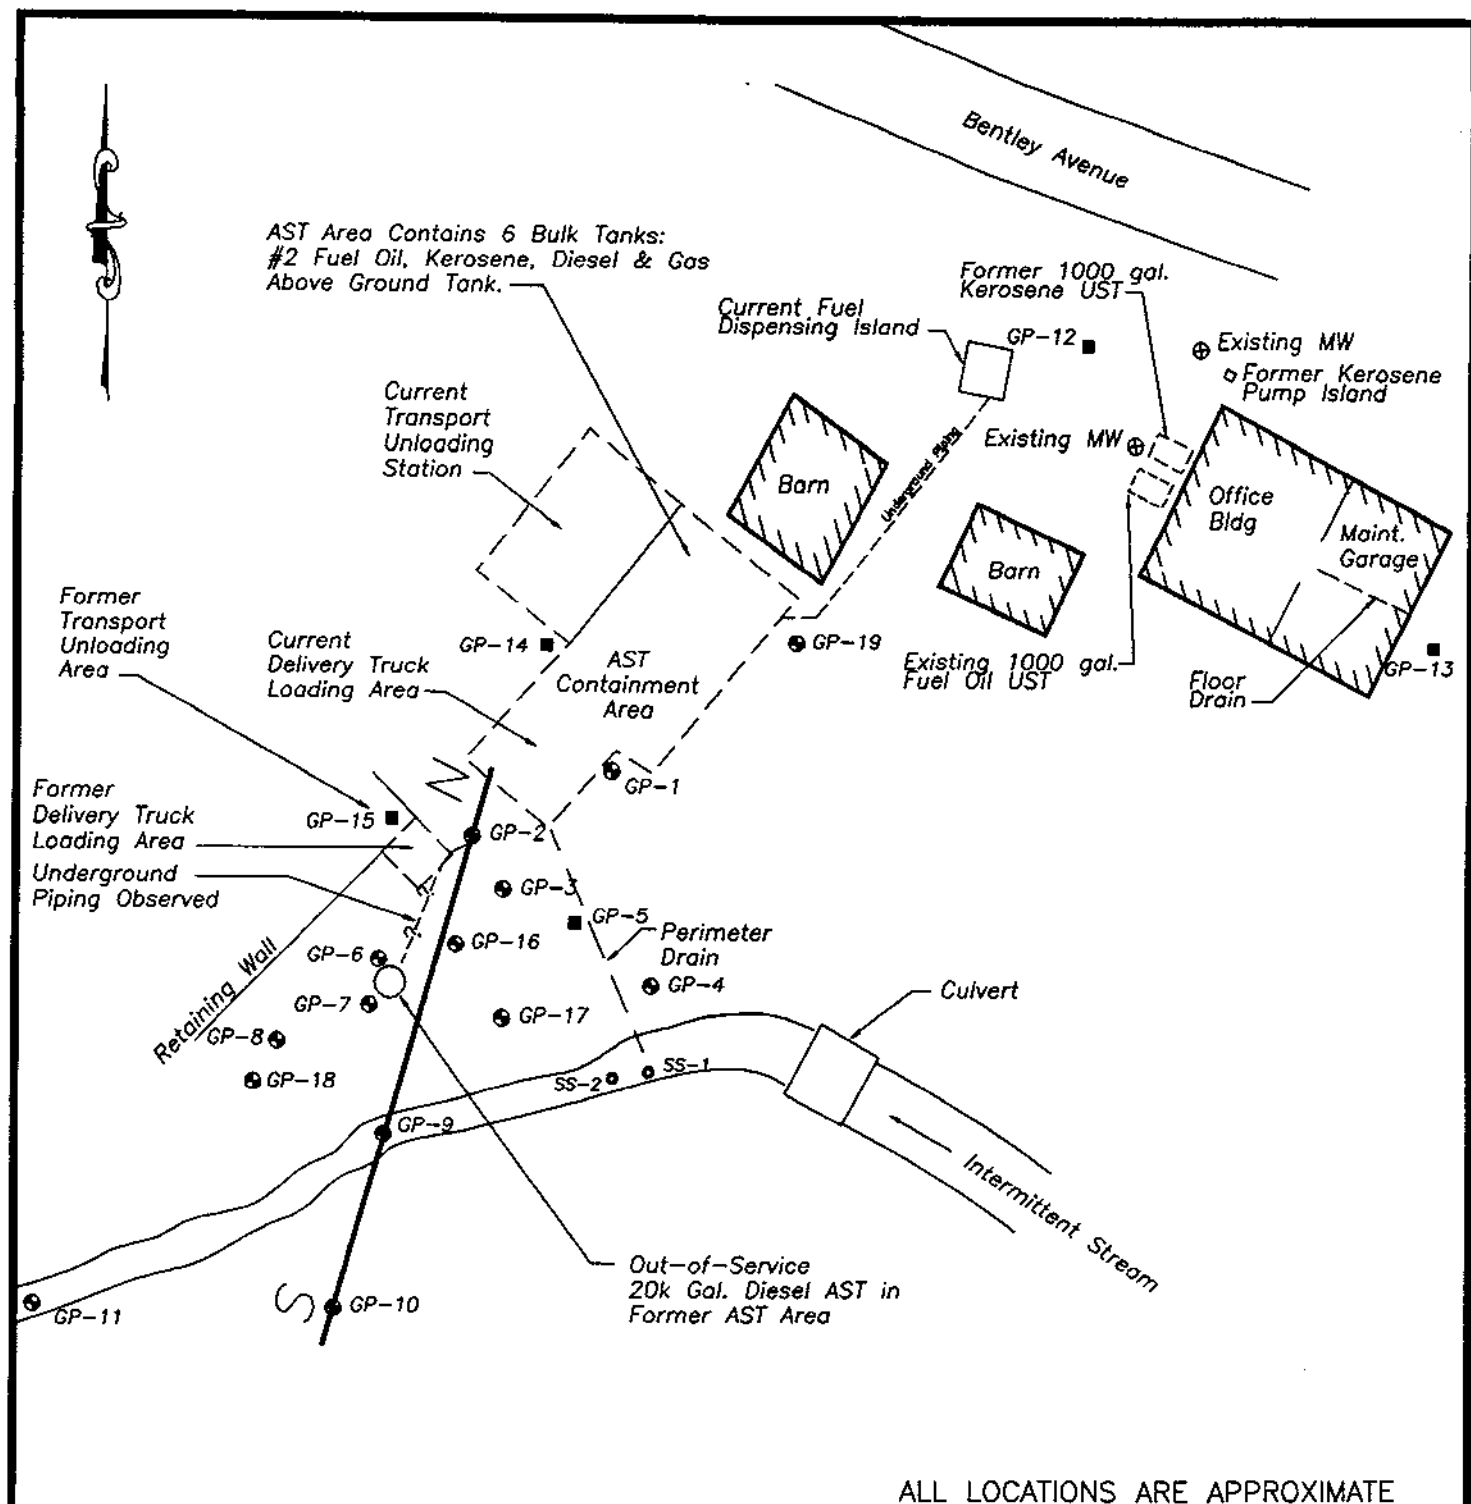 Bentley Avenue
AST Area Contains 6 Bulk Tanks:
#2 Fuel Oil, Kerosene, Diesel & Gas
Above Ground Tank.
Former 1000 gal.
Kerosene UST
Current Fuel
Dispensing Island
GP-12
Existing MW
Former Kerosene
Pump Island
Current
Transport
Unloading
Station
Existing MW
Underground Piping
Barn
Office
Bldg
Maint.
Garage
Barn
Former
Transport
Unloading
Area
GP-14
Current
Delivery Truck
Loading Area
AST
Containment
Area
GP-19
Existing 1000 gal.
Fuel Oil UST
Floor
Drain
GP-13
N
GP-1
Former
Delivery Truck
Loading Area
GP-15
GP-2
Underground
Piping Observed
?
?
GP-3
GP-5
GP-16
Perimeter
Drain
GP-6
GP-4
GP-7
GP-17
Culvert
Retaining Wall
GP-8
GP-18
SS-2
SS-1
GP-9
Intermittent Stream
Out-of-Service
20k Gal. Diesel AST in
Former AST Area
S
GP-10
GP-11
ALL LOCATIONS ARE APPROXIMATE